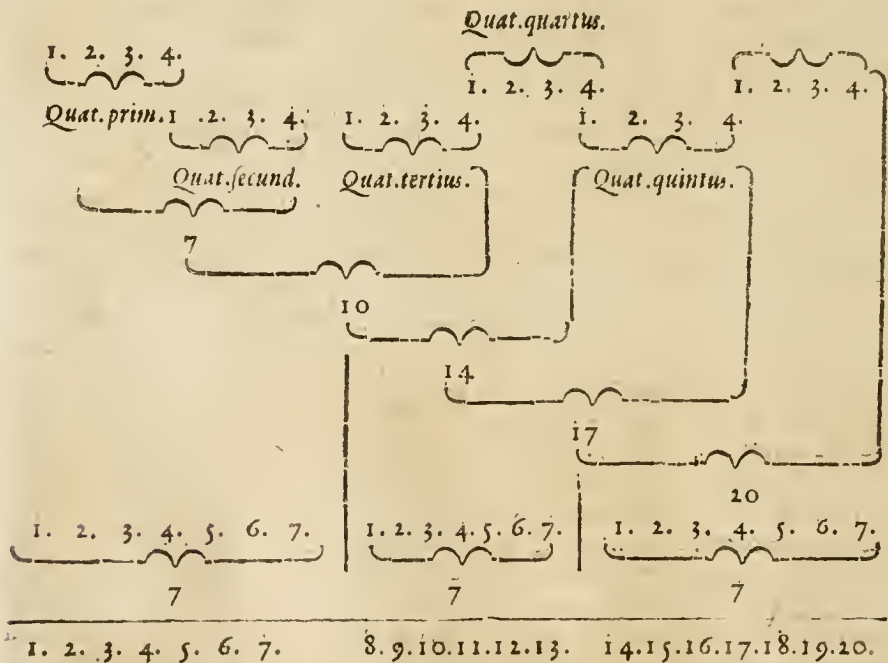 Quat.quartus.
1. 2. 3. 4.
1. 2. 3. 4. 1. 2. 3. 4.
Quat.prim. 1 .2. 3. 4. 1. 2. 3. 4. 1. 2. 3. 4.
Quat.secund. Quat.tertius. Quat.quintus.
7
10
14
17
20
1. 2. 3. 4. 5. 6. 7. 1. 2. 3. 4. 5. 6. 7. 1. 2. 3. 4. 5. 6. 7.
7 7 7
1. 2. 3. 4. 5. 6. 7. 8. 9. 10. 11. 12. 13. 14. 15. 16. 17. 18. 19. 20.